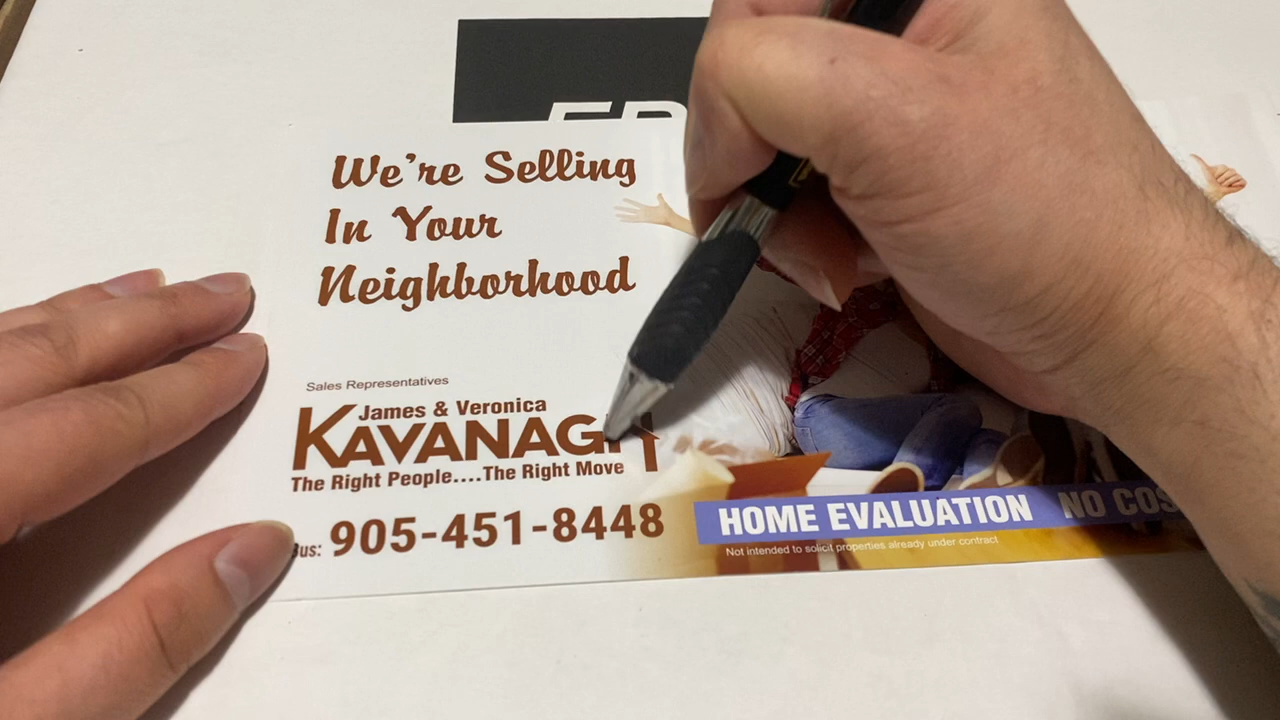 We're Selling
In Your
Neighborhood
Sales Representatives
James & Veronica
KAVANAGH
The Right People....The Right Move
Bus: 905-451-8448
HOME EVALUATION NO
Not intended to solicit properties already under contract